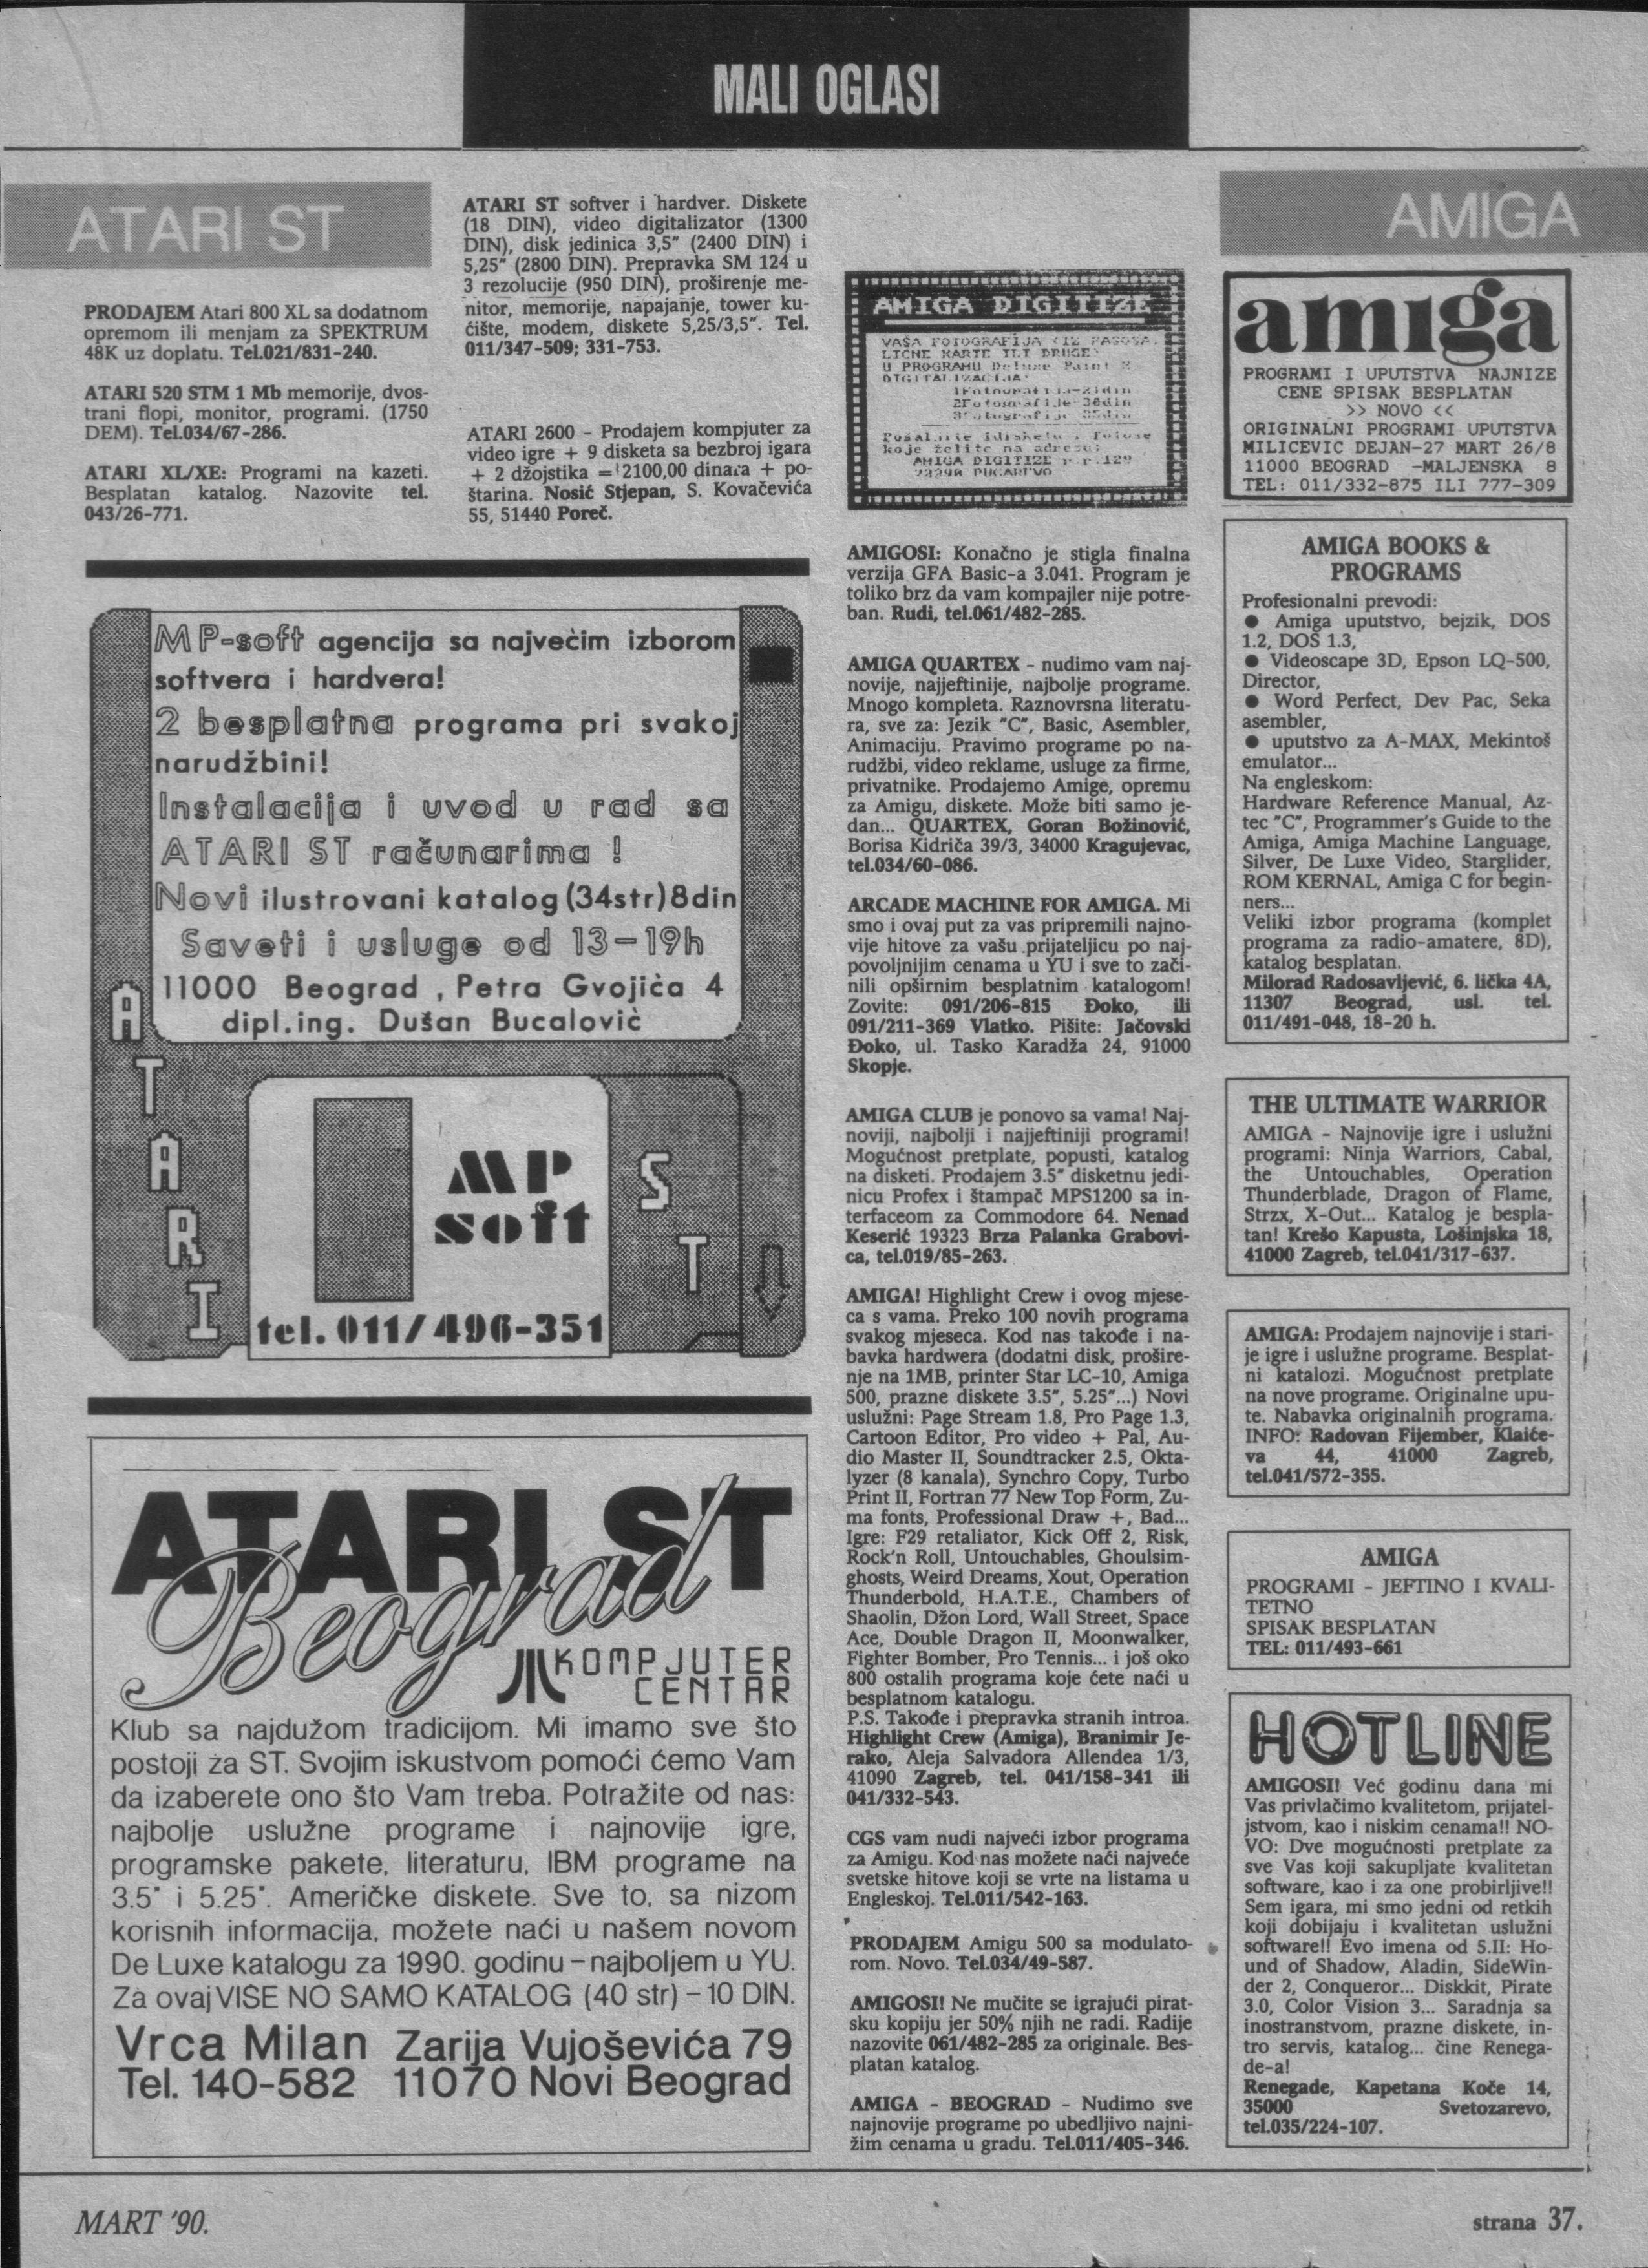 MALI OGLASI
ATARI ST
PRODAJEM Atari 800 XL sa dodatnom
opremom ili menjam za SPEKTRUM
48K uz doplatu. Tel.021/831-240.
ATARI 520 STM 1 Mb memorije, dvos-
trani flopi, monitor, programi. (1750
DEM). Tel.034/67-286.
ATARI XL/XE: Programi na kazeti.
Besplatan katalog. Nazovite tel.
043/26-771.
ATARI ST softver i hardver. Diskete
(18 DIN), video digitalizator (1300
DIN), disk jedinica 3,5″ (2400 DIN) i
5,25″ (2800 DIN). Prepravka SM 124 u
3 rezolucije (950 DIN), proširenje me-
nitor, memorije, napajanje, tower ku-
ćište, modem, diskete 5,25/3,5″. Tel.
011/347-509; 331-753.
ATARI 2600 - Prodajem kompjuter za
video igre + 9 disketa sa bezbroj igara
+ 2 džojstika = 2100,00 dinara + po-
štarina. Nosić Stjepan, S. Kovačevića
55, 51440 Poreč.
MP-soft agencija sa najvećim izborom
softvera i hardvera!
2 besplatna programa pri svakoj
narudžbini!
Instalacija i uvod u rad sa
ATARI ST računarima !
Novi ilustrovani katalog (34str) 8din
Saveti i usluge od 13-19h
11000 Beograd , Petra Gvojića 4
dipl.ing. Dušan Bucalović
ATARI
MP
soft
ST
tel. 011/496-351
ATARI ST
Beograd
KOMPJUTER
CENTAR
Klub sa najdužom tradicijom. Mi imamo sve što
postoji za ST. Svojim iskustvom pomoći ćemo Vam
da izaberete ono što Vam treba. Potražite od nas:
najbolje uslužne programe i najnovije igre,
programske pakete, literaturu, IBM programe na
3.5″ i 5.25″. Američke diskete. Sve to, sa nizom
korisnih informacija, možete naći u našem novom
De Luxe katalogu za 1990. godinu – najboljem u YU.
Za ovaj VISE NO SAMO KATALOG (40 str) – 10 DIN.
Vrca Milan Zarija Vujoševića 79
Tel. 140-582 11070 Novi Beograd
AMIGA DIGITIZE
VAŠA FOTOGRAFIJA (IZ PASOŠA,
LICNE KARTE ILI DRUGE)
U PROGRAMU Deluxe Paint
DIGITALIZACIJA:
koje želite na adresu:
AMIGA DIGITIZE
AMIGOSI: Konačno je stigla finalna
verzija GFA Basic-a 3.041. Program je
toliko brz da vam kompajler nije potre-
ban. Rudi, tel.061/482-285.
AMIGA QUARTEX - nudimo vam naj-
novije, najjeftinije, najbolje programe.
Mnogo kompleta. Raznovrsna literatu-
ra, sve za: Jezik ″C″, Basic, Asembler,
Animaciju. Pravimo programe po na-
rudžbi, video reklame, usluge za firme,
privatnike. Prodajemo Amige, opremu
za Amigu, diskete. Može biti samo je-
dan... QUARTEX, Goran Božinović,
Borisa Kidriča 39/3, 34000 Kragujevac,
tel.034/60-086.
ARCADE MACHINE FOR AMIGA. Mi
smo i ovaj put za vas pripremili najno-
vije hitove za vašu prijateljicu po naj-
povoljnijim cenama u YU i sve to zači-
nili opširnim besplatnim katalogom!
Zovite: 091/206-815 Đoko, ili
091/211-369 Vlatko. Pišite: Jačovski
Đoko, ul. Tasko Karadža 24, 91000
Skopje.
AMIGA CLUB je ponovo sa vama! Naj-
noviji, najbolji i najjeftiniji programi!
Mogućnost pretplate, popusti, katalog
na disketi. Prodajem 3.5″ disketnu jedi-
nicu Profex i štampač MPS1200 sa in-
terfaceom za Commodore 64. Nenad
Keserić 19323 Brza Palanka Grabovi-
ca, tel.019/85-263.
AMIGA! Highlight Crew i ovog mjese-
ca s vama. Preko 100 novih programa
svakog mjeseca. Kod nas takođe i na-
bavka hardwera (dodatni disk, prošire-
nje na 1MB, printer Star LC-10, Amiga
500, prazne diskete 3.5″, 5.25″...) Novi
uslužni: Page Stream 1.8, Pro Page 1.3,
Cartoon Editor, Pro video + Pal, Au-
dio Master II, Soundtracker 2.5, Okta-
lyzer (8 kanala), Synchro Copy, Turbo
Print II, Fortran 77 New Top Form, Zu-
ma fonts, Professional Draw +, Bad...
Igre: F29 retaliator, Kick Off 2, Risk,
Rock'n Roll, Untouchables, Ghoulsim-
ghosts, Weird Dreams, Xout, Operation
Thunderbold, H.A.T.E., Chambers of
Shaolin, Džon Lord, Wall Street, Space
Ace, Double Dragon II, Moonwalker,
Fighter Bomber, Pro Tennis... i još oko
800 ostalih programa koje ćete naći u
besplatnom katalogu.
P.S. Takođe i prepravka stranih introa.
Highlight Crew (Amiga), Branimir Je-
rako, Aleja Salvadora Allendea 1/3,
41090 Zagreb, tel. 041/158-341 ili
041/332-543.
CGS vam nudi najveći izbor programa
za Amigu. Kod nas možete naći najveće
svetske hitove koji se vrte na listama u
Engleskoj. Tel.011/542-163.
PRODAJEM Amigu 500 sa modulato-
rom. Novo. Tel.034/49-587.
AMIGOSI! Ne mučite se igrajući pirat-
sku kopiju jer 50% njih ne radi. Radije
nazovite 061/482-285 za originale. Bes-
platan katalog.
AMIGA - BEOGRAD - Nudimo sve
najnovije programe po ubedljivo najni-
žim cenama u gradu. Tel.011/405-346.
AMIGA
amiga
PROGRAMI I UPUTSTVA NAJNIZE
CENE SPISAK BESPLATAN
>> NOVO <<
ORIGINALNI PROGRAMI UPUTSTVA
MILICEVIC DEJAN-27 MART 26/8
11000 BEOGRAD -MALJENSKA 8
TEL: 011/332-875 ILI 777-309
AMIGA BOOKS &
PROGRAMS
Profesionalni prevodi:
● Amiga uputstvo, bejzik, DOS
1.2, DOS 1.3,
● Videoscape 3D, Epson LQ-500,
Director,
● Word Perfect, Dev Pac, Seka
asembler,
● uputstvo za A-MAX, Mekintoš
emulator...
Na engleskom:
Hardware Reference Manual, Az-
tec ″C″, Programmer's Guide to the
Amiga, Amiga Machine Language,
Silver, De Luxe Video, Starglider,
ROM KERNAL, Amiga C for begin-
ners...
Veliki izbor programa (komplet
programa za radio-amatere, 8D),
katalog besplatan.
Milorad Radosavljević, 6. lička 4A,
11307 Beograd, usl. tel.
011/491-048, 18-20 h.
THE ULTIMATE WARRIOR
AMIGA - Najnovije igre i uslužni
programi: Ninja Warriors, Cabal,
the Untouchables, Operation
Thunderblade, Dragon of Flame,
Strzx, X-Out... Katalog je bespla-
tan! Krešo Kapusta, Lošinjska 18,
41000 Zagreb, tel.041/317-637.
AMIGA: Prodajem najnovije i stari-
je igre i uslužne programe. Besplat-
ni katalozi. Mogućnost pretplate
na nove programe. Originalne upu-
te. Nabavka originalnih programa.
INFO: Radovan Fijember, Klaiće-
va 44, 41000 Zagreb,
tel.041/572-355.
AMIGA
PROGRAMI - JEFTINO I KVALI-
TETNO
SPISAK BESPLATAN
TEL: 011/493-661
HOTLINE
AMIGOSI! Već godinu dana mi
Vas privlačimo kvalitetom, prijatel-
jstvom, kao i niskim cenama!! NO-
VO: Dve mogućnosti pretplate za
sve Vas koji sakupljate kvalitetan
software, kao i za one probirljive!!
Sem igara, mi smo jedni od retkih
koji dobijaju i kvalitetan uslužni
software!! Evo imena od 5.II: Ho-
und of Shadow, Aladin, SideWin-
der 2, Conqueror... Diskkit, Pirate
3.0, Color Vision 3... Saradnja sa
inostranstvom, prazne diskete, in-
tro servis, katalog... čine Renega-
de-a!
Renegade, Kapetana Koče 14,
35000 Svetozarevo,
tel.035/224-107.
MART '90.
strana 37.